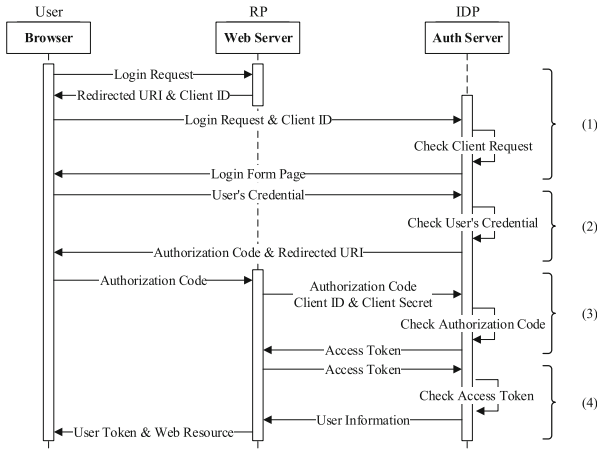 User RP IDP
Browser Web Server Auth Server
Login Request
Redirected URI & Client ID
Login Request & Client ID
(1)
Check Client Request
Login Form Page
User's Credential
Check User's Credential
(2)
Authorization Code & Redirected URI
Authorization Code
Authorization Code
Client ID & Client Secret
(3)
Check Authorization Code
Access Token
Access Token
Check Access Token
(4)
User Information
User Token & Web Resource